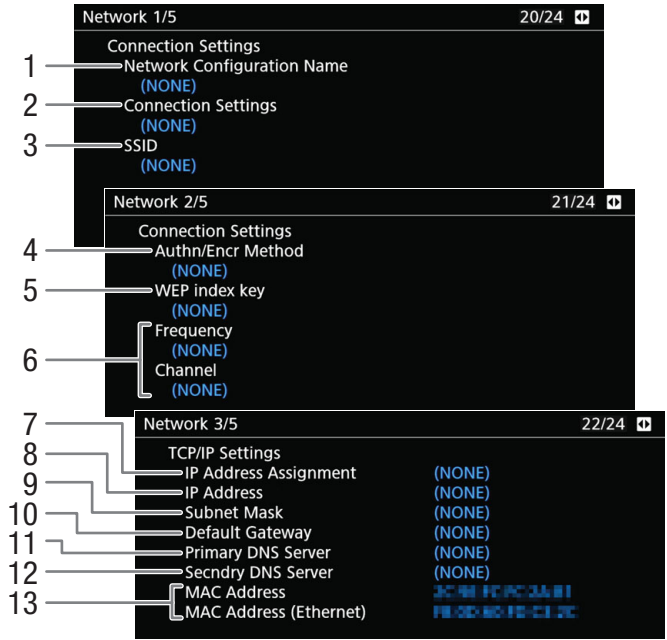 Network 1/5 20/24
Connection Settings
1 Network Configuration Name
(NONE)
2 Connection Settings
(NONE)
3 SSID
(NONE)
Network 2/5 21/24
Connection Settings
4 Authn/Encr Method
(NONE)
5 WEP index key
(NONE)
Frequency
(NONE)
6
Channel
(NONE)
Network 3/5 22/24
TCP/IP Settings
7 IP Address Assignment (NONE)
8 IP Address (NONE)
9 Subnet Mask (NONE)
10 Default Gateway (NONE)
11 Primary DNS Server (NONE)
12 Secndry DNS Server (NONE)
13 MAC Address
MAC Address (Ethernet)